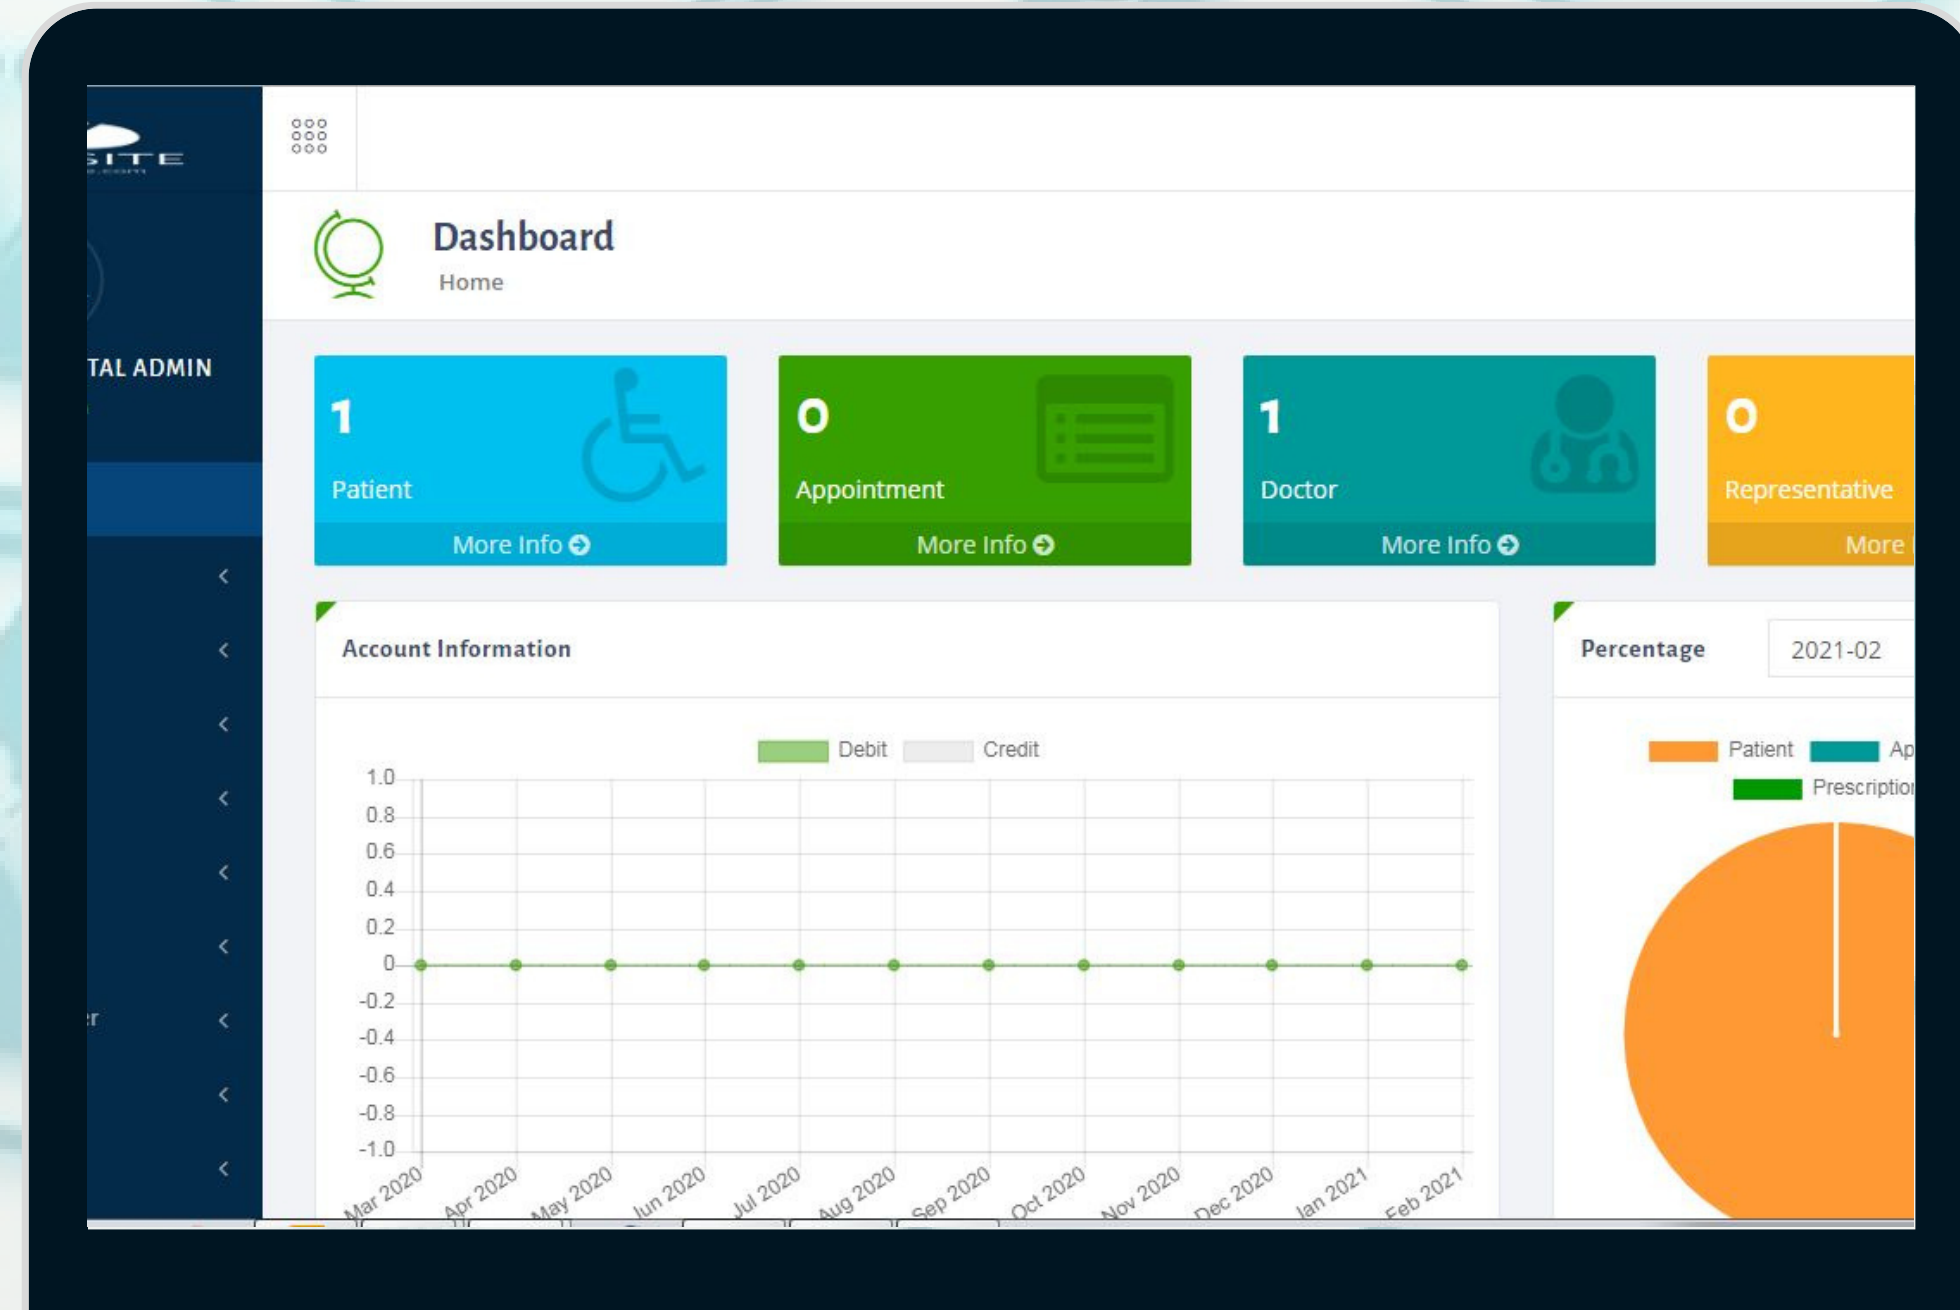 SITE
Dashboard
Home
TAL ADMIN
1
Patient
More Info
0
Appointment
More Info
1
Doctor
More Info
0
Representative
More
Account Information
Debit Credit
1.0
0.8
0.6
0.4
0.2
0
-0.2
-0.4
-0.6
-0.8
-1.0
Mar 2020 Apr 2020 May 2020 Jun 2020 Jul 2020 Aug 2020 Sep 2020 Oct 2020 Nov 2020 Dec 2020 Jan 2021 Feb 2021
Percentage 2021-02
Patient Ap
Prescription
er